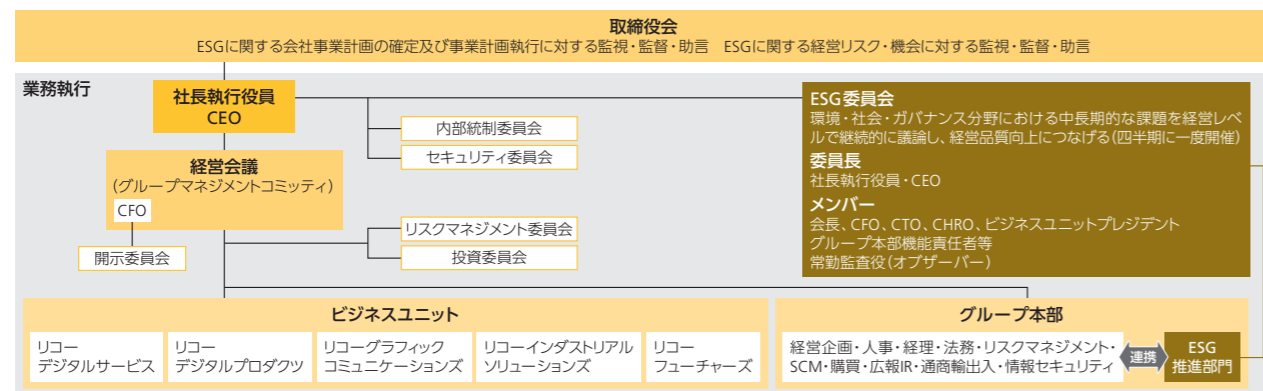 取締役会
ESGに関する会社事業計画の確定及び事業計画執行に対する監視・監督・助言　ESGに関する経営リスク・機会に対する監視・監督・助言
業務執行
社長執行役員
CEO
内部統制委員会
セキュリティ委員会
経営会議
(グループマネジメントコミッティ)
CFO
開示委員会
リスクマネジメント委員会
投資委員会
ESG委員会
環境・社会・ガバナンス分野における中長期的な課題を経営レベ
ルで継続的に議論し、経営品質向上につなげる(四半期に一度開催)
委員長
社長執行役員・CEO
メンバー
会長、CFO、CTO、CHRO、ビジネスユニットプレジデント
グループ本部機能責任者等
常勤監査役(オブザーバー)
ビジネスユニット
リコー
デジタルサービス
リコー
デジタルプロダクツ
リコーグラフィック
コミュニケーションズ
リコーインダストリアル
ソリューションズ
リコー
フューチャーズ
グループ本部
経営企画・人事・経理・法務・リスクマネジメント・
SCM・購買・広報IR・通商輸出入・情報セキュリティ
連携
ESG
推進部門